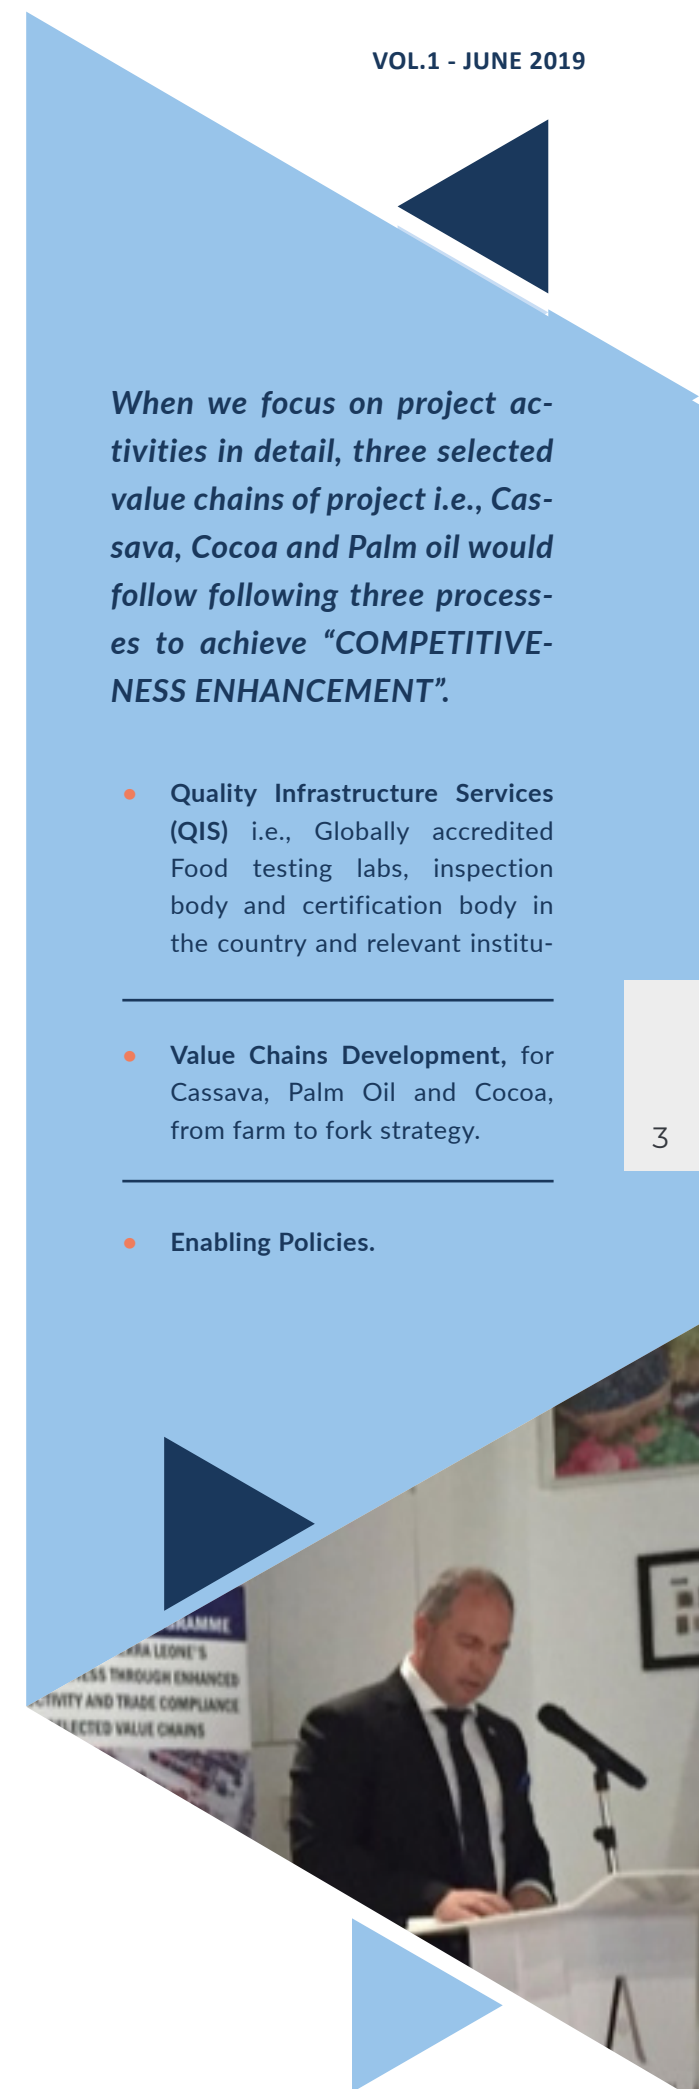 VOL.1 - JUNE 2019
When we focus on project ac-
tivities in detail, three selected
value chains of project i.e., Cas-
sava, Cocoa and Palm oil would
follow following three process-
es to achieve “COMPETITIVE-
NESS ENHANCEMENT”.
• Quality Infrastructure Services
(QIS) i.e., Globally accredited
Food testing labs, inspection
body and certification body in
the country and relevant institu-
• Value Chains Development, for
Cassava, Palm Oil and Cocoa,
from farm to fork strategy.
3
• Enabling Policies.
LEONE'S
THROUGH ENHANCED
AND TRADE COMPLIANCE
VALUE CHAINS